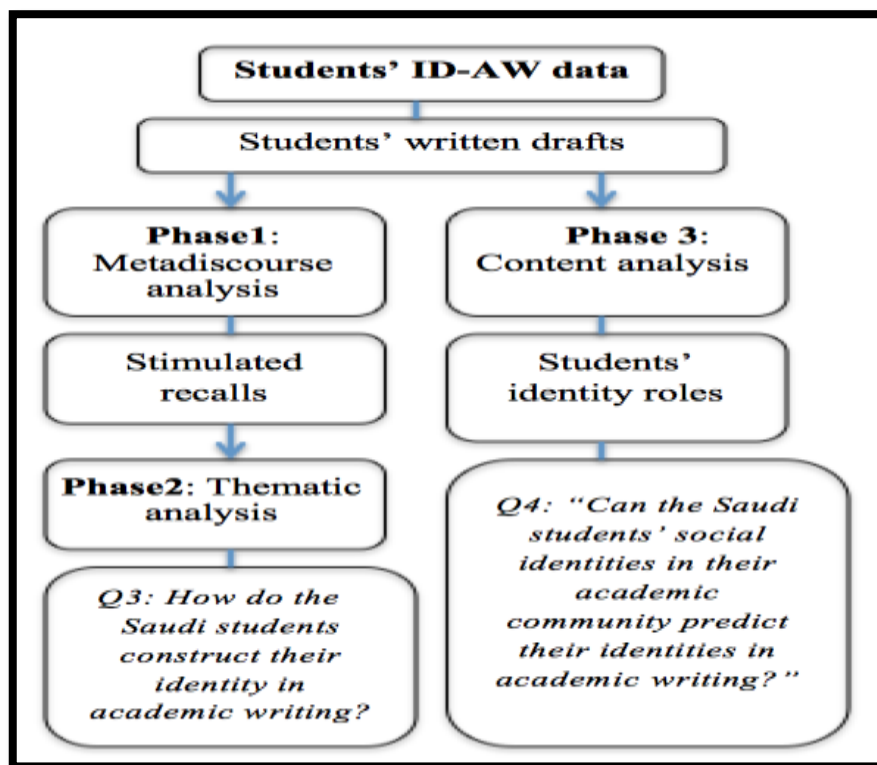 Students’ ID-AW data
Students’ written drafts
Phase1:
Metadiscourse
analysis
Stimulated
recalls
Phase2: Thematic
analysis
Q3: How do the
Saudi students
construct their
identity in
academic writing?
Phase 3:
Content analysis
Students’
identity roles
Q4: “Can the Saudi
students’ social
identities in their
academic
community predict
their identities in
academic writing?”